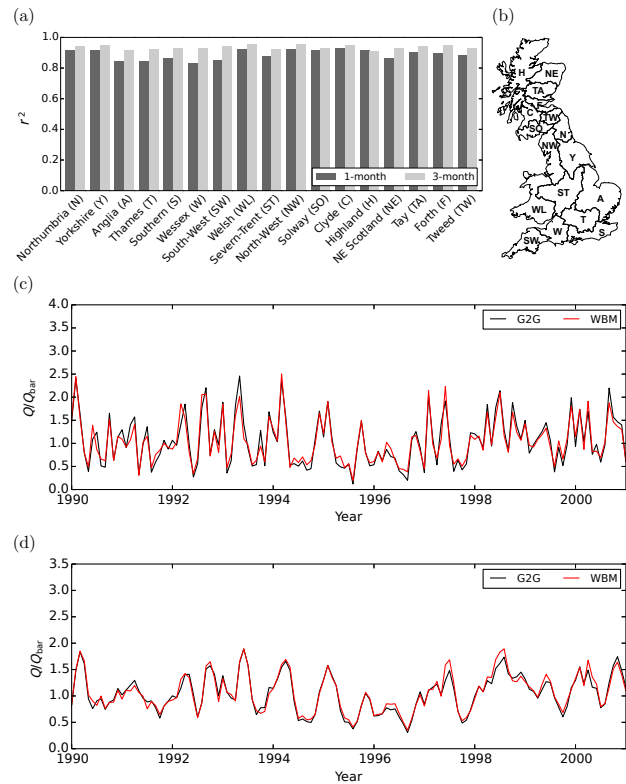 (a)
1.0
0.8
0.6
0.4
0.2
0.0
r²
1-month
3-month
Northumbria (N)
Yorkshire (Y)
Anglia (A)
Thames (T)
Southern (S)
Wessex (W)
South-West (SW)
Welsh (WL)
Severn-Trent (ST)
North-West (NW)
Solway (SO)
Clyde (C)
Highland (H)
NE Scotland (NE)
Tay (TA)
Forth (F)
Tweed (TW)
(b)
H
NE
TA
F
C
TW
SO
N
NW
Y
ST
A
WL
T
W
S
SW
(c)
4.0
3.5
3.0
2.5
2.0
1.5
1.0
0.5
0.0
Q/Qbar
G2G
WBM
1990
1992
1994
1996
1998
2000
Year
(d)
3.5
3.0
2.5
2.0
1.5
1.0
0.5
0.0
Q/Qbar
G2G
WBM
1990
1992
1994
1996
1998
2000
Year